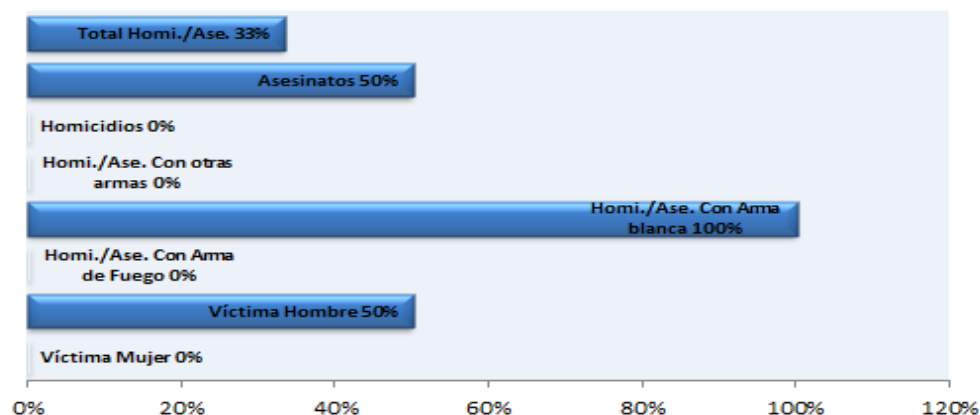 Total Homi./Ase. 33%
Asesinatos 50%
Homicidios 0%
Homi./Ase. Con otras
armas 0%
Homi./Ase. Con Arma
blanca 100%
Homi./Ase. Con Arma
de Fuego 0%
Víctima Hombre 50%
Víctima Mujer 0%
0% 20% 40% 60% 80% 100% 120%